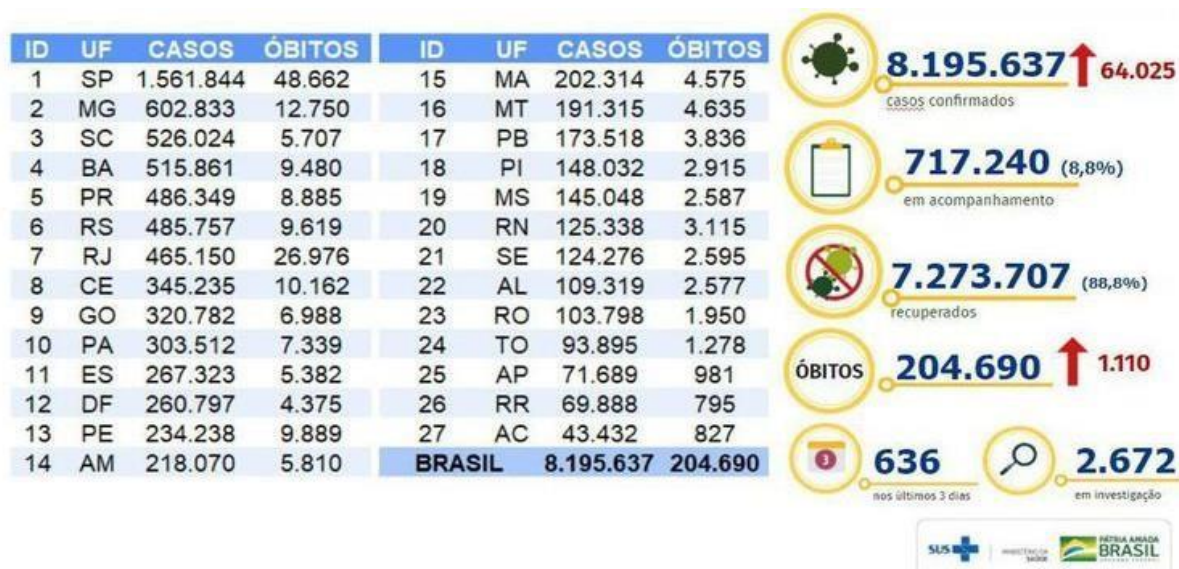 ID UF CASOS ÓBITOS ID UF CASOS ÓBITOS
1 SP 1.561.844 48.662 15 MA 202.314 4.575
2 MG 602.833 12.750 16 MT 191.315 4.635
3 SC 526.024 5.707 17 PB 173.518 3.836
4 BA 515.861 9.480 18 PI 148.032 2.915
5 PR 486.349 8.885 19 MS 145.048 2.587
6 RS 485.757 9.619 20 RN 125.338 3.115
7 RJ 465.150 26.976 21 SE 124.276 2.595
8 CE 345.235 10.162 22 AL 109.319 2.577
9 GO 320.782 6.988 23 RO 103.798 1.950
10 PA 303.512 7.339 24 TO 93.895 1.278
11 ES 267.323 5.382 25 AP 71.689 981
12 DF 260.797 4.375 26 RR 69.888 795
13 PE 234.238 9.889 27 AC 43.432 827
14 AM 218.070 5.810 BRASIL 8.195.637 204.690
8.195.637 64.025
casos confirmados
717.240 (8,8%)
em acompanhamento
7.273.707 (88,8%)
recuperados
ÓBITOS 204.690 1.110
3 636 2.672
nos últimos 3 dias em investigação
PÁTRIA AMADA
SUS BRASIL